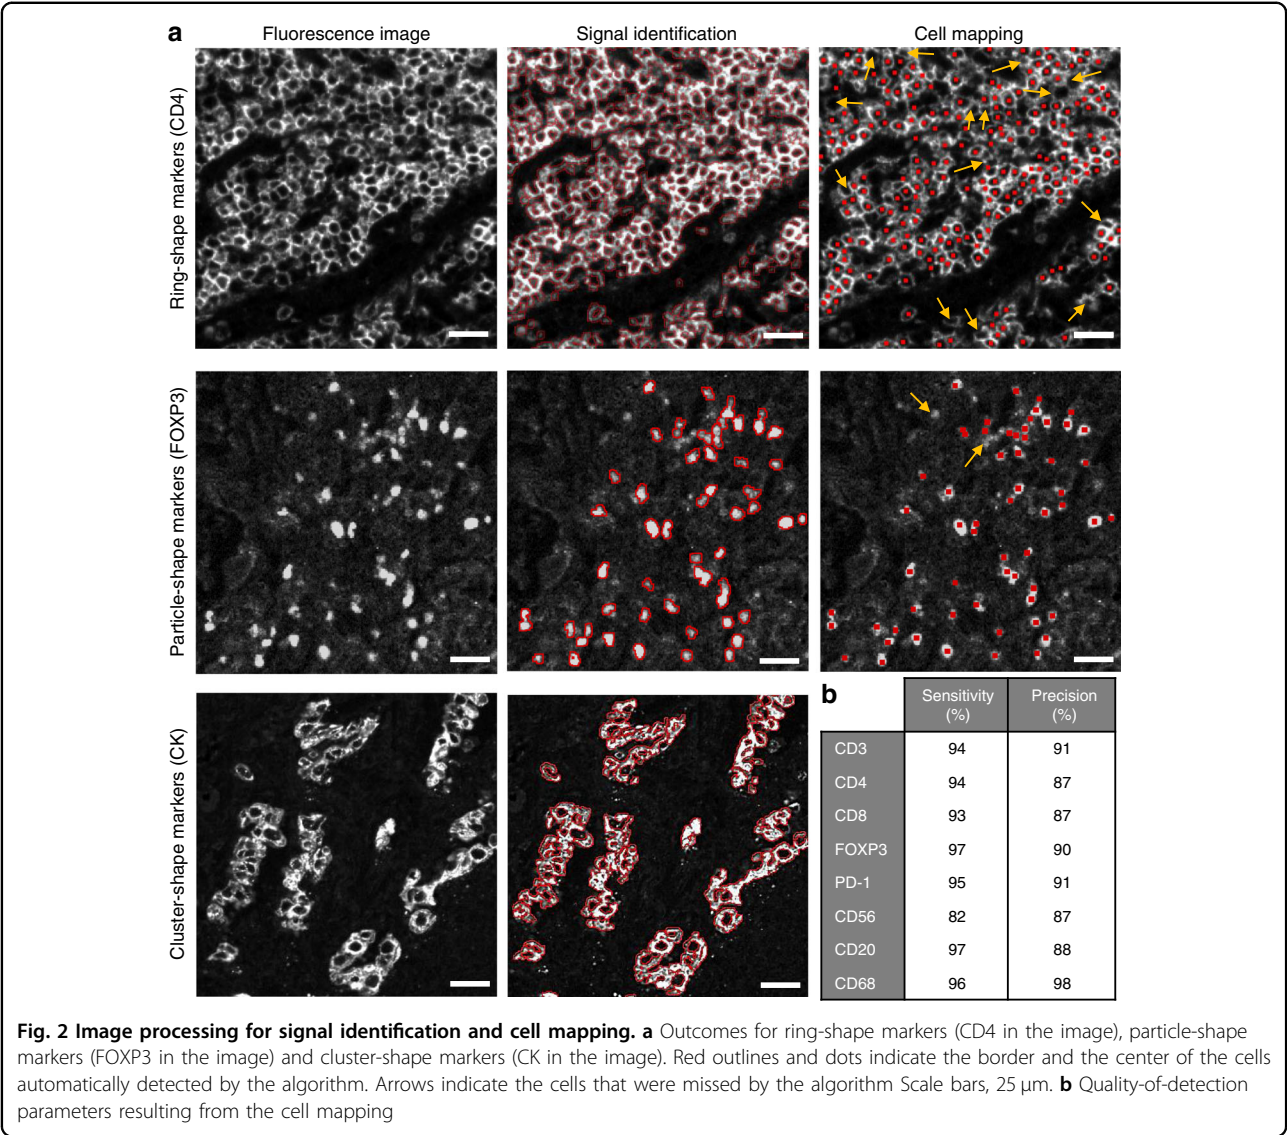 a
Fluorescence image
Signal identification
Cell mapping
Ring-shape markers (CD4)
Particle-shape markers (FOXP3)
Cluster-shape markers (CK)
b
Sensitivity (%)
Precision (%)
CD3 94 91
CD4 94 87
CD8 93 87
FOXP3 97 90
PD-1 95 91
CD56 82 87
CD20 97 88
CD68 96 98
Fig. 2 Image processing for signal identification and cell mapping. a Outcomes for ring-shape markers (CD4 in the image), particle-shape
markers (FOXP3 in the image) and cluster-shape markers (CK in the image). Red outlines and dots indicate the border and the center of the cells
automatically detected by the algorithm. Arrows indicate the cells that were missed by the algorithm Scale bars, 25 μm. b Quality-of-detection
parameters resulting from the cell mapping